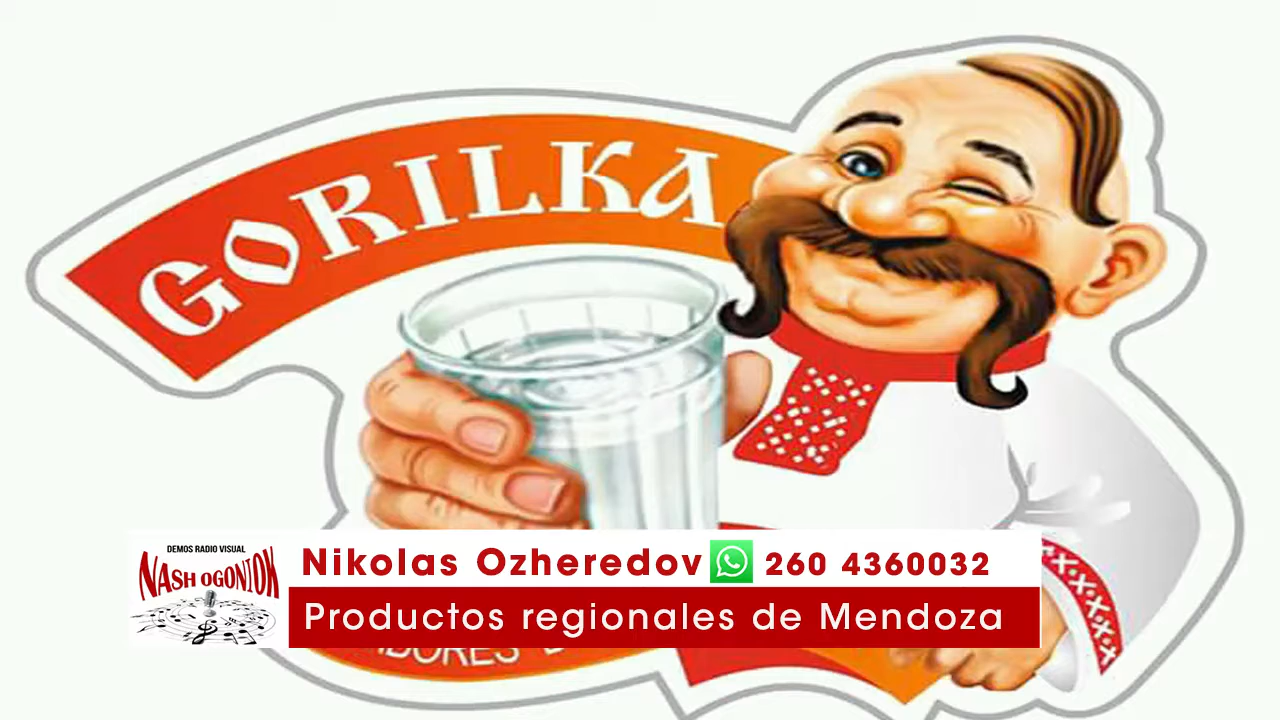 GORILKA
DEMOS RADIO VISUAL
NASH OGONIOK
Nikolas Ozheredov 260 4360032
Productos regionales de Mendoza